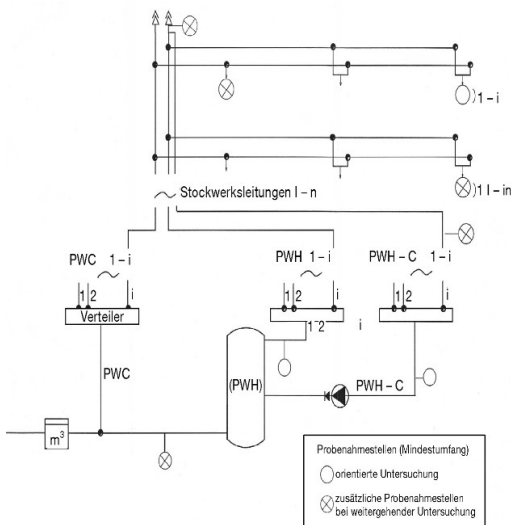 )1 – i
)1 I – in
Stockwerksleitungen I – n
PWC 1 – i
PWH 1 – i
PWH – C 1 – i
1 2 i
1 2 i
1 2 i
Verteiler
1 2 i
PWC
(PWH)
PWH – C
m³
Probenahmestellen (Mindestumfang)
orientierte Untersuchung
zusätzliche Probenahmestellen
bei weitergehender Untersuchung